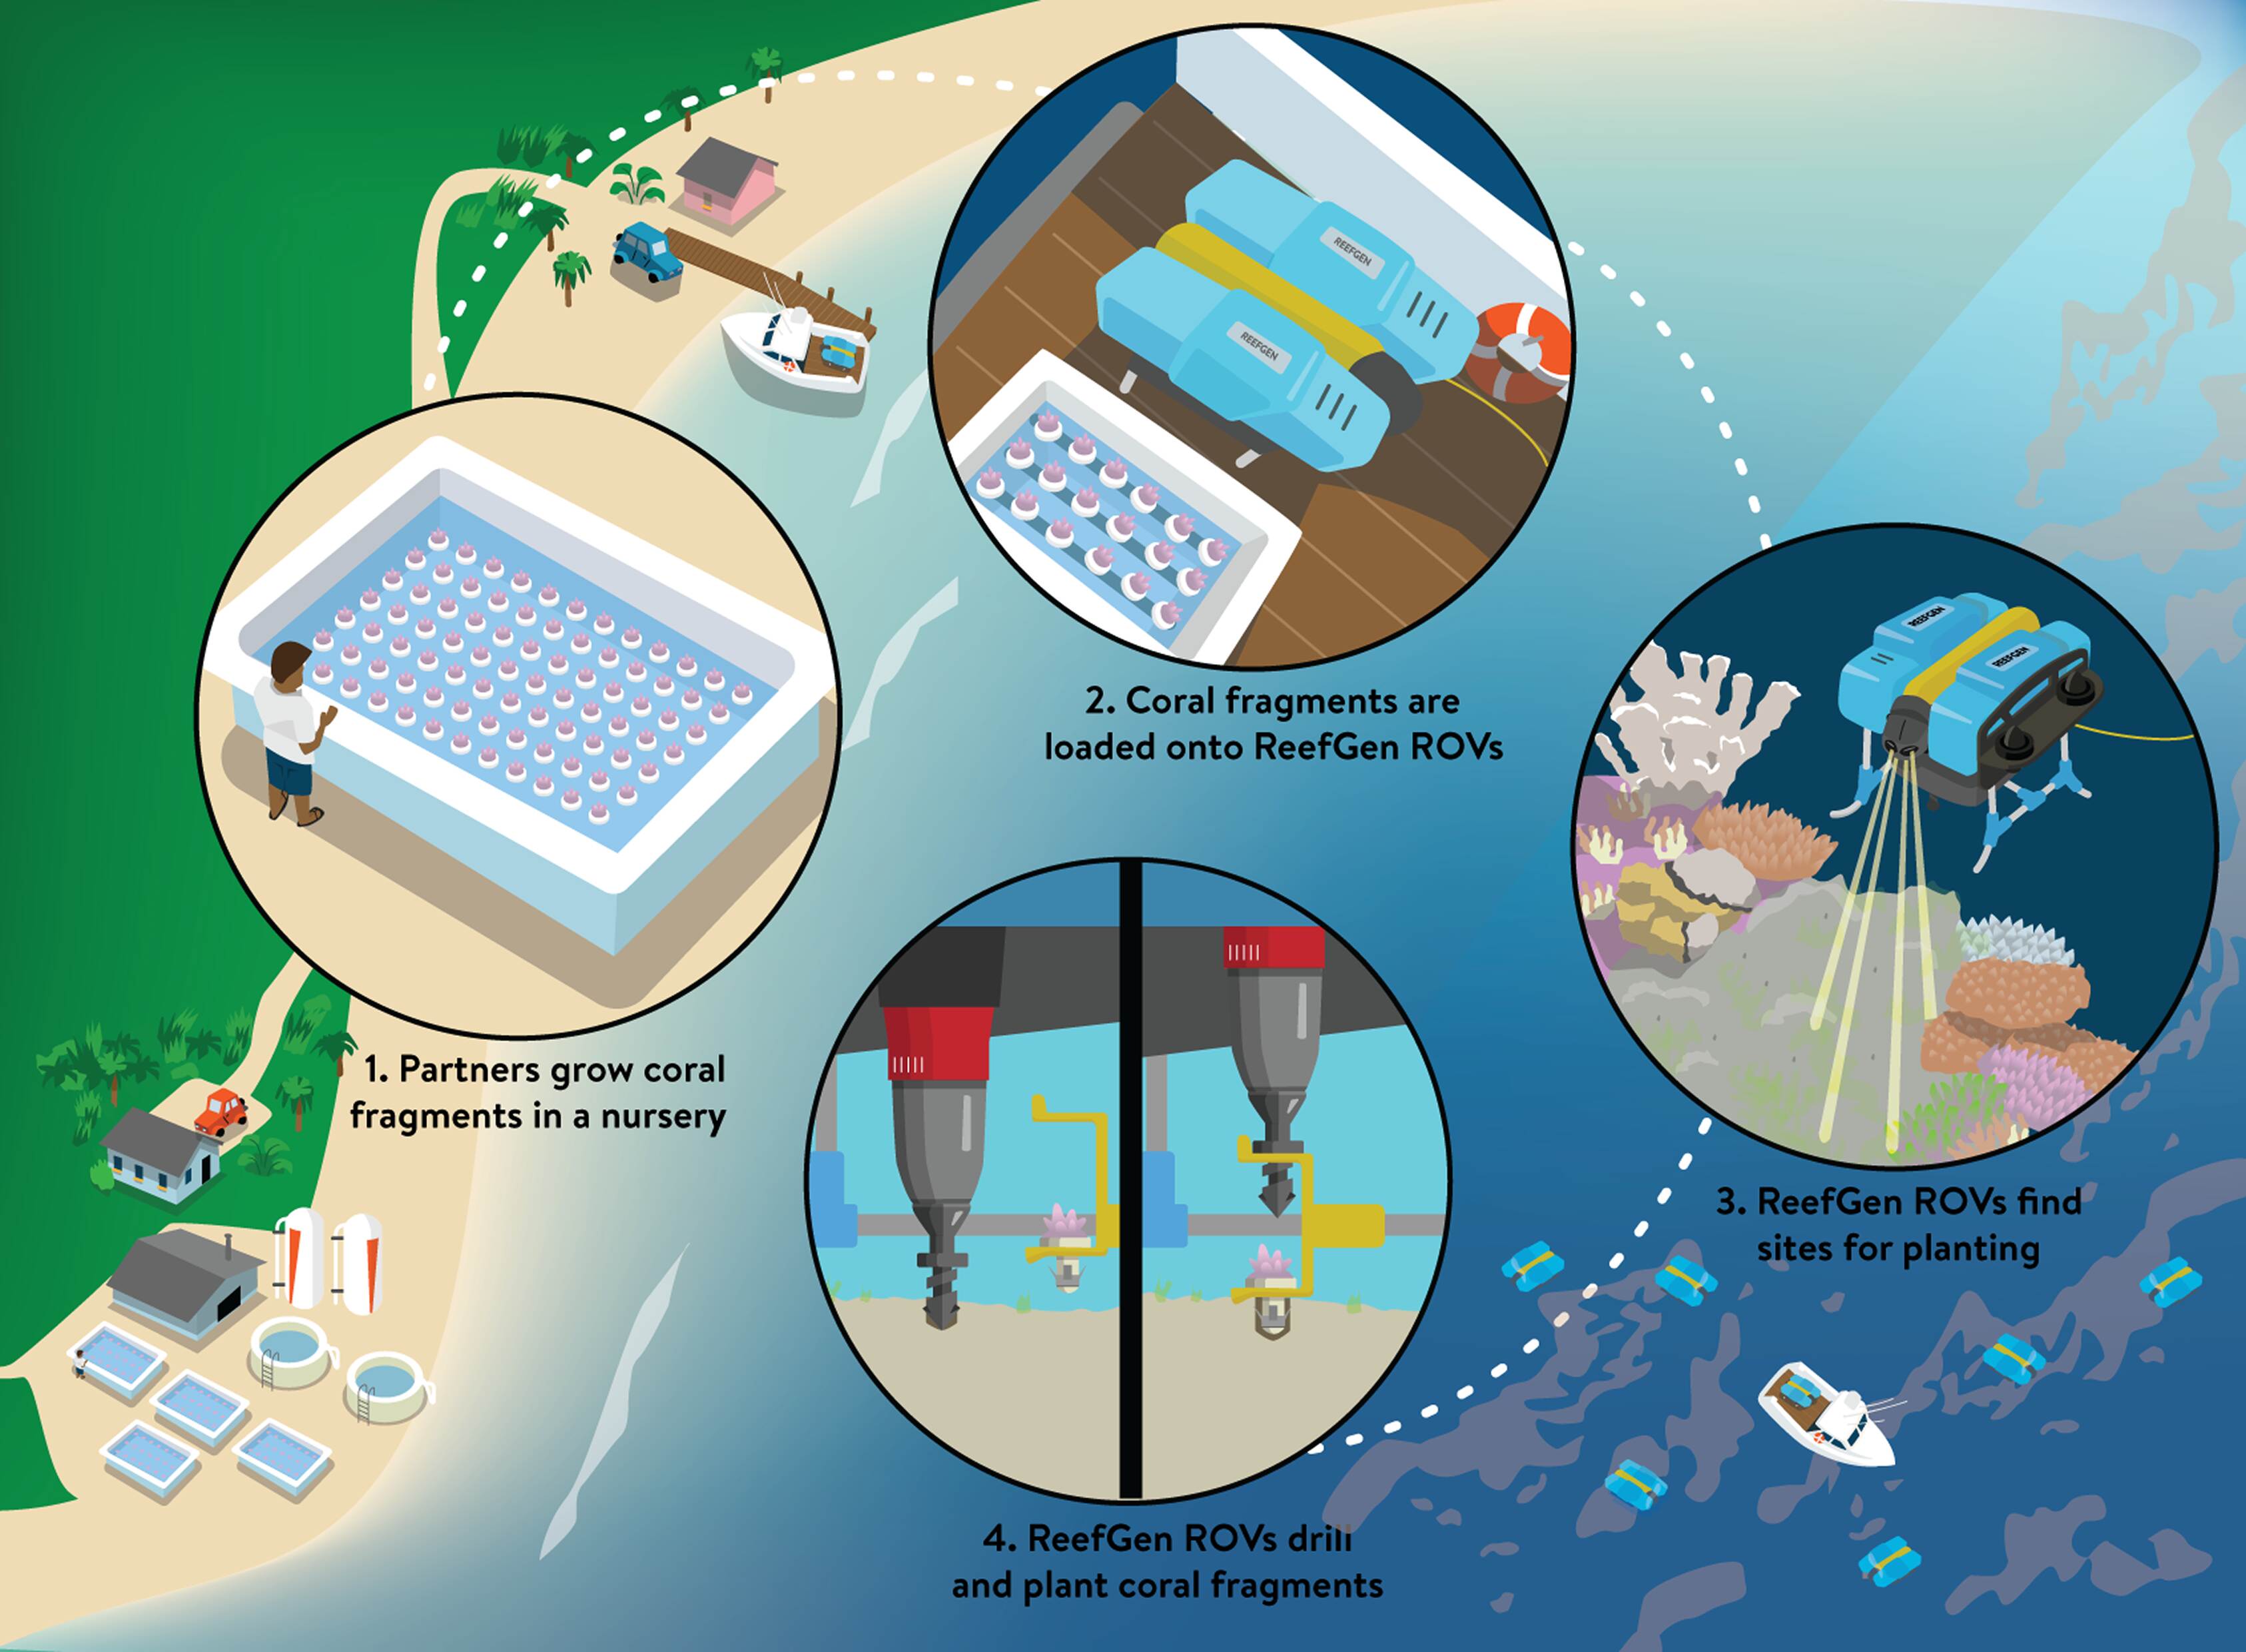 REEFGEN
REEFGEN
2. Coral fragments are
loaded onto ReefGen ROVs
REEFGEN
REEFGEN
1. Partners grow coral
fragments in a nursery
3. ReefGen ROVs find
sites for planting
4. ReefGen ROVs drill
and plant coral fragments